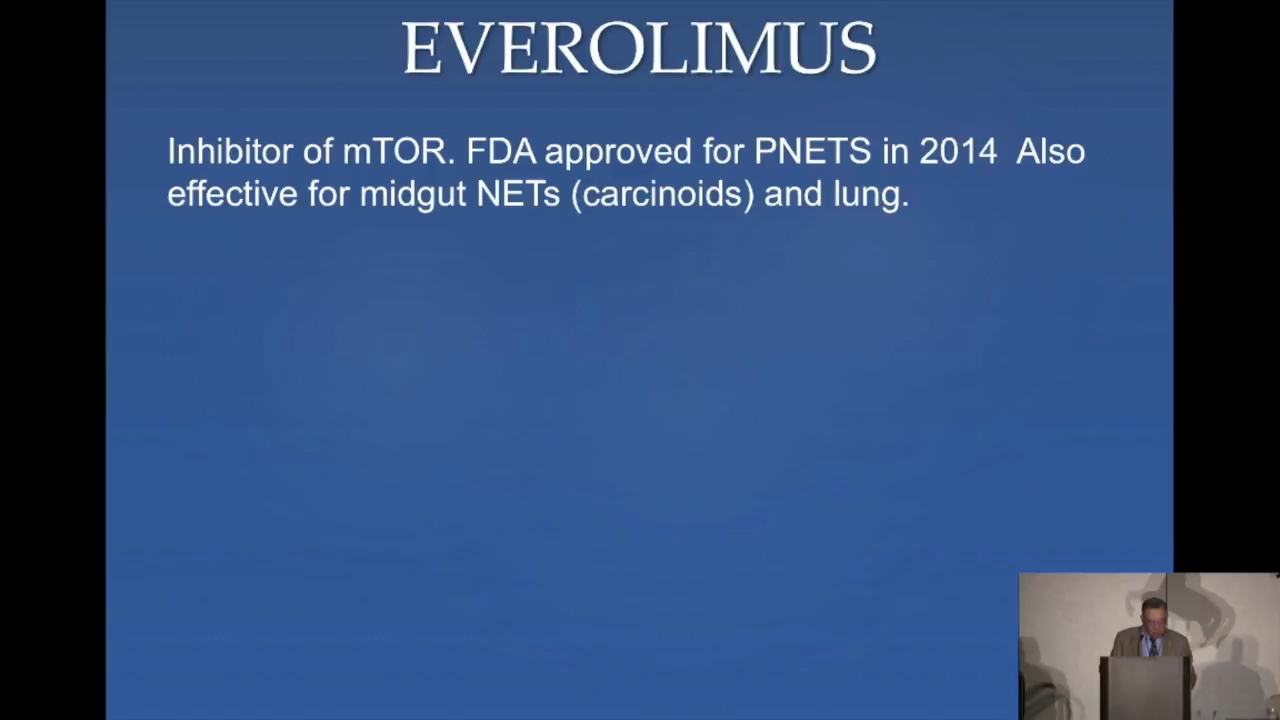 EVEROLIMUS
Inhibitor of mTOR. FDA approved for PNETS in 2014  Also
effective for midgut NETs (carcinoids) and lung.